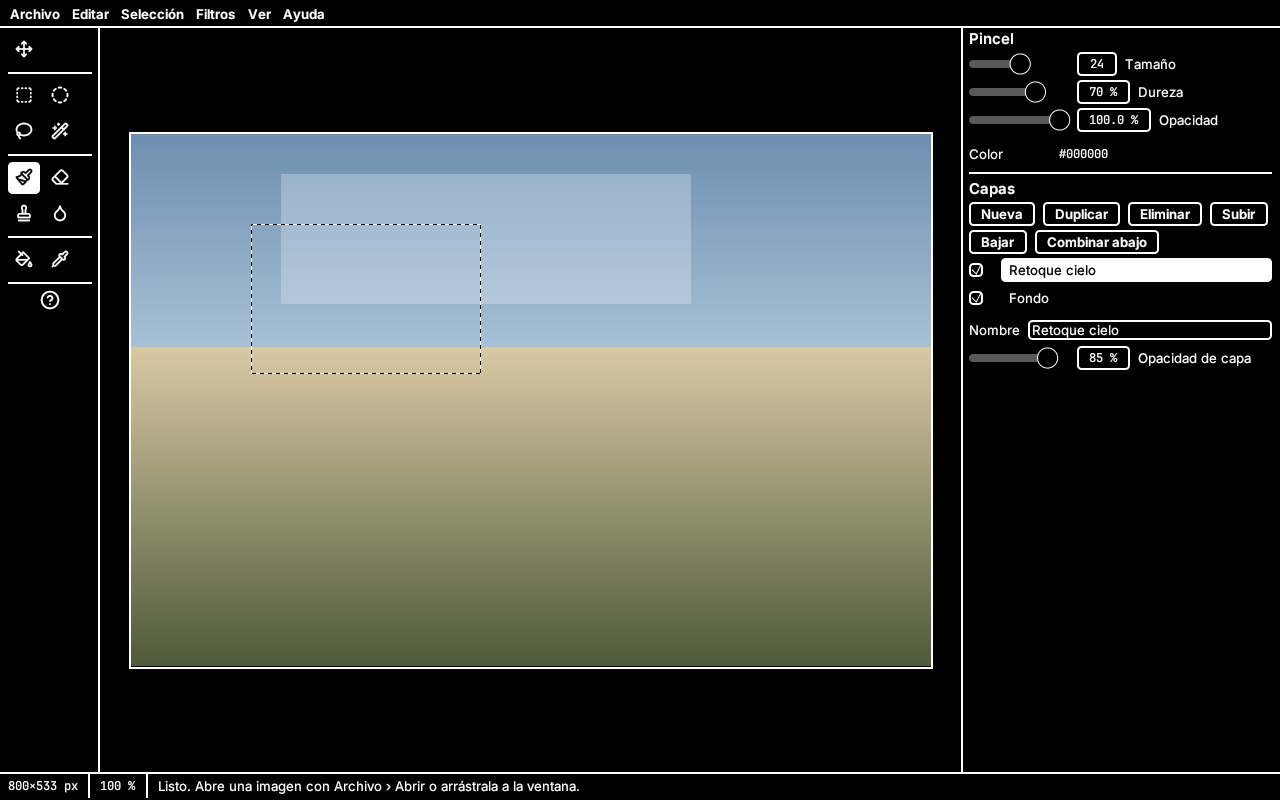 Archivo Editar Selección Filtros Ver Ayuda
Pincel
24 Tamaño
70 % Dureza
100.0 % Opacidad
Color #000000
Capas
Nueva Duplicar Eliminar Subir
Bajar Combinar abajo
Retoque cielo
Fondo
Nombre Retoque cielo
85 % Opacidad de capa
800×533 px 100 % Listo. Abre una imagen con Archivo › Abrir o arrástrala a la ventana.